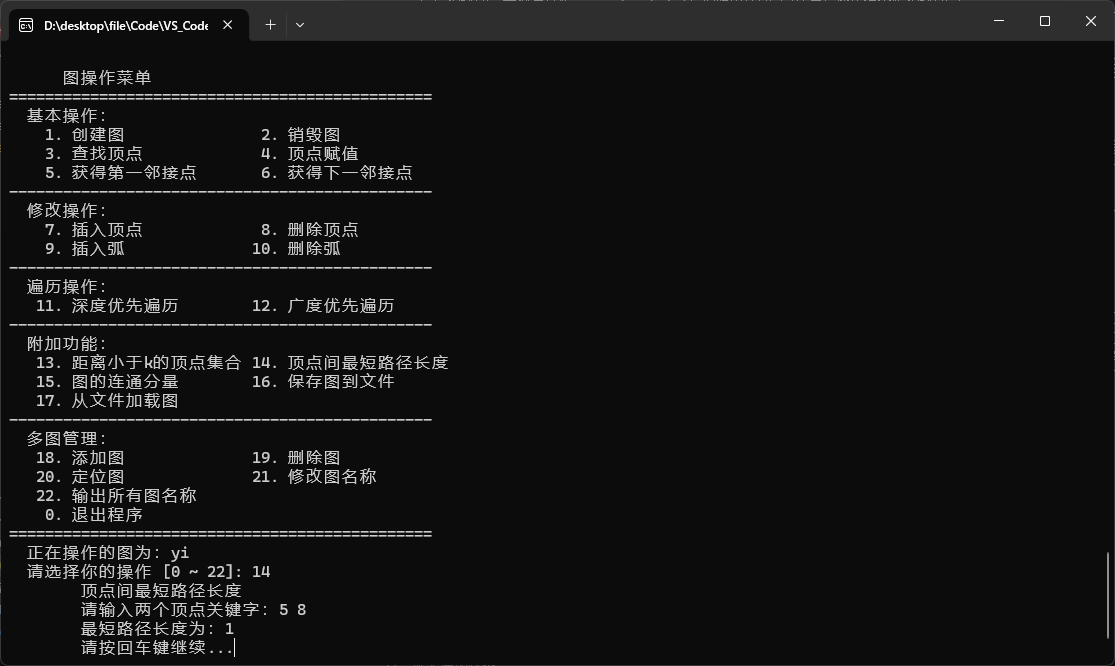 D:\desktop\file\Code\VS_Code
图操作菜单
===============================================
基本操作:
1. 创建图 2. 销毁图
3. 查找顶点 4. 顶点赋值
5. 获得第一邻接点 6. 获得下一邻接点
-----------------------------------------------
修改操作:
7. 插入顶点 8. 删除顶点
9. 插入弧 10. 删除弧
-----------------------------------------------
遍历操作:
11. 深度优先遍历 12. 广度优先遍历
-----------------------------------------------
附加功能:
13. 距离小于k的顶点集合 14. 顶点间最短路径长度
15. 图的连通分量 16. 保存图到文件
17. 从文件加载图
-----------------------------------------------
多图管理:
18. 添加图 19. 删除图
20. 定位图 21. 修改图名称
22. 输出所有图名称
0. 退出程序
===============================================
正在操作的图为: yi
请选择你的操作 [0 ~ 22]: 14
顶点间最短路径长度
请输入两个顶点关键字: 5 8
最短路径长度为: 1
请按回车键继续...